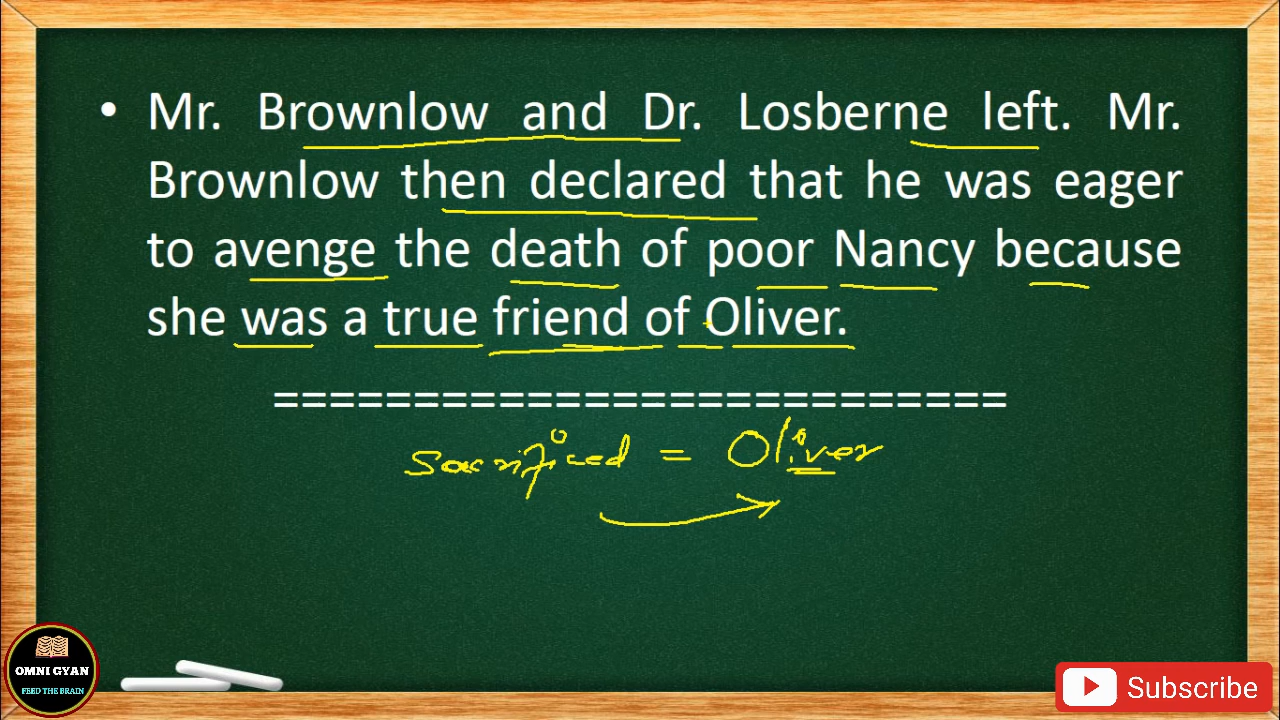 • Mr. Brownlow and Dr. Losberne left. Mr.
Brownlow then declared that he was eager
to avenge the death of poor Nancy because
she was a true friend of Oliver.
==========================
sacrificed = Oliver
OMNI GYAN
FEED THE BRAIN
Subscribe